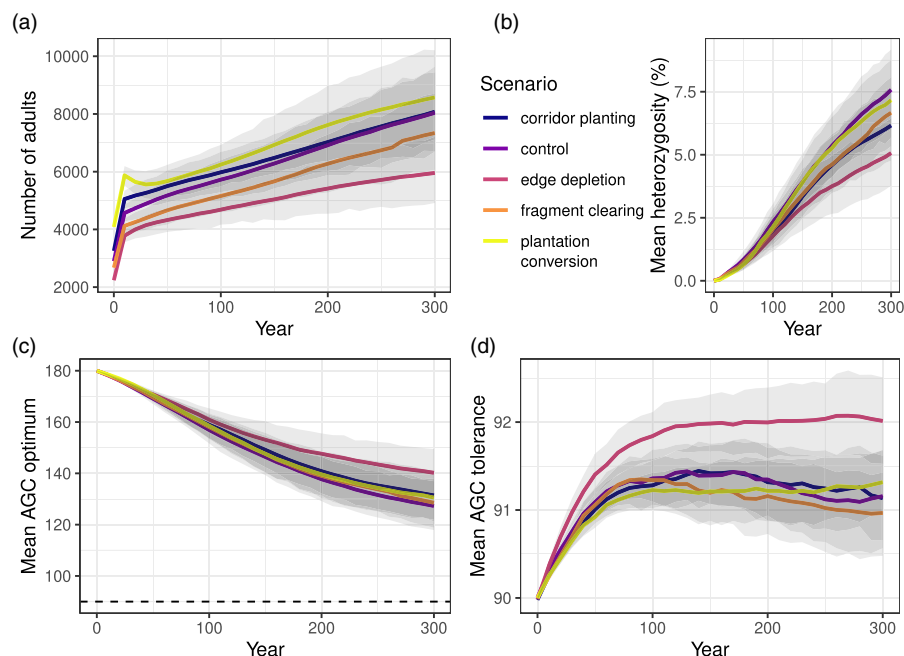 (a)
Number of adults
10000
8000
6000
4000
2000
0
100
200
300
Year
(b)
Scenario
corridor planting
control
edge depletion
fragment clearing
plantation
conversion
Mean heterozygosity (%)
7.5
5.0
2.5
0.0
0
100
200
300
Year
(c)
Mean AGC optimum
180
160
140
120
100
0
100
200
300
Year
(d)
Mean AGC tolerance
92
91
90
0
100
200
300
Year